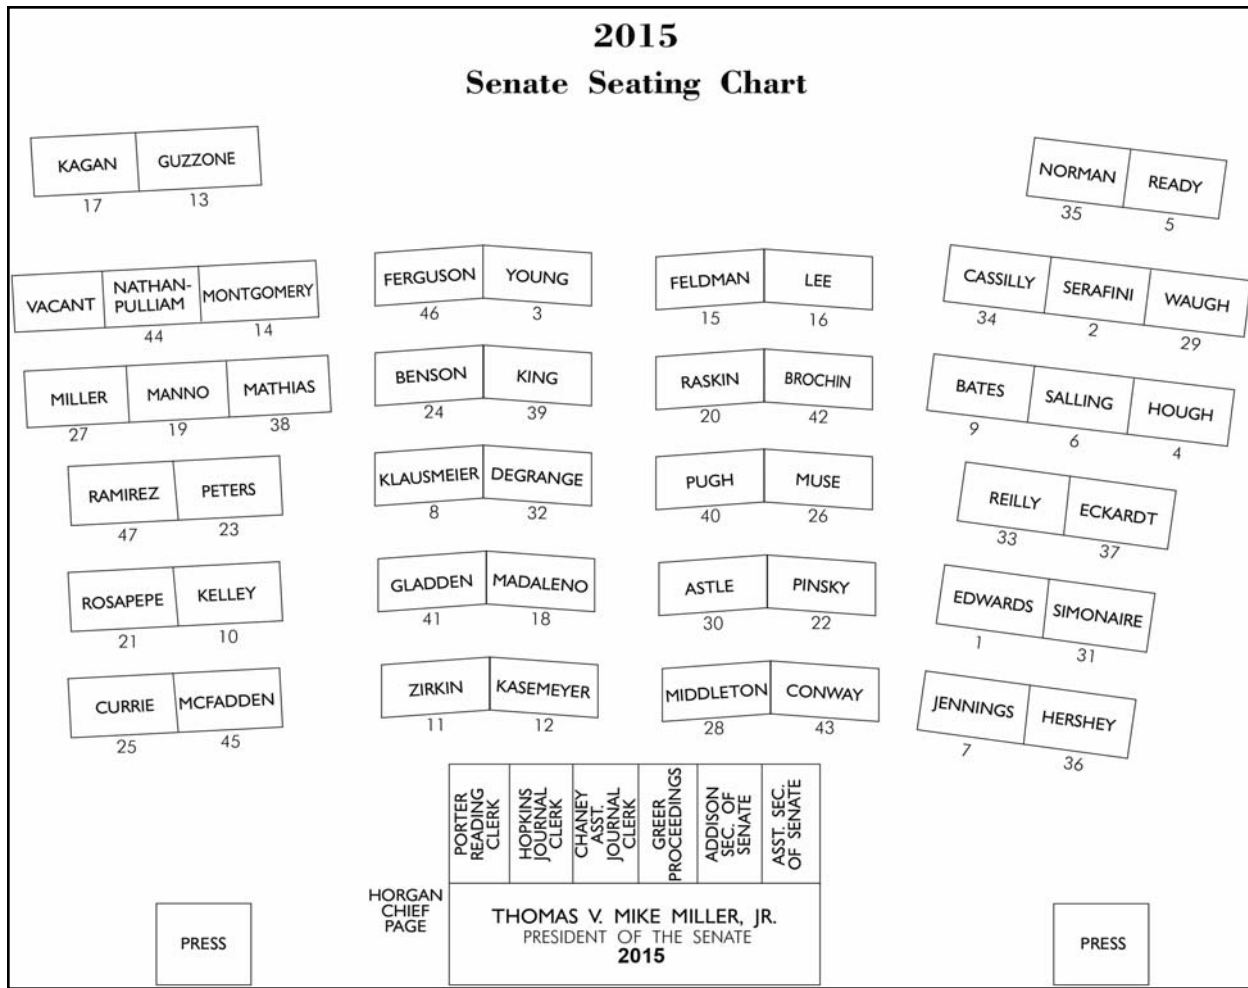 2015
Senate Seating Chart
KAGAN GUZZONE
17 13
NORMAN READY
35 5
VACANT NATHAN-
PULLIAM MONTGOMERY
44 14
FERGUSON YOUNG
46 3
FELDMAN LEE
15 16
CASSILLY SERAFINI WAUGH
34 2 29
MILLER MANNO MATHIAS
27 19 38
BENSON KING
24 39
RASKIN BROCHIN
20 42
BATES SALLING HOUGH
9 6 4
RAMIREZ PETERS
47 23
KLAUSMEIER DEGRANGE
8 32
PUGH MUSE
40 26
REILLY ECKARDT
33 37
ROSAPEPE KELLEY
21 10
GLADDEN MADALENO
41 18
ASTLE PINSKY
30 22
EDWARDS SIMONAIRE
1 31
CURRIE MCFADDEN
25 45
ZIRKIN KASEMEYER
11 12
MIDDLETON CONWAY
28 43
JENNINGS HERSHEY
7 36
PORTER
READING
CLERK
HOPKINS
JOURNAL
CLERK
CHANEY
ASST.
JOURNAL
CLERK
GREER
PROCEEDINGS
ADDISON
SEC. OF
SENATE
ASST. SEC.
OF SENATE
HORGAN
CHIEF
PAGE
THOMAS V. MIKE MILLER, JR.
PRESIDENT OF THE SENATE
2015
PRESS
PRESS